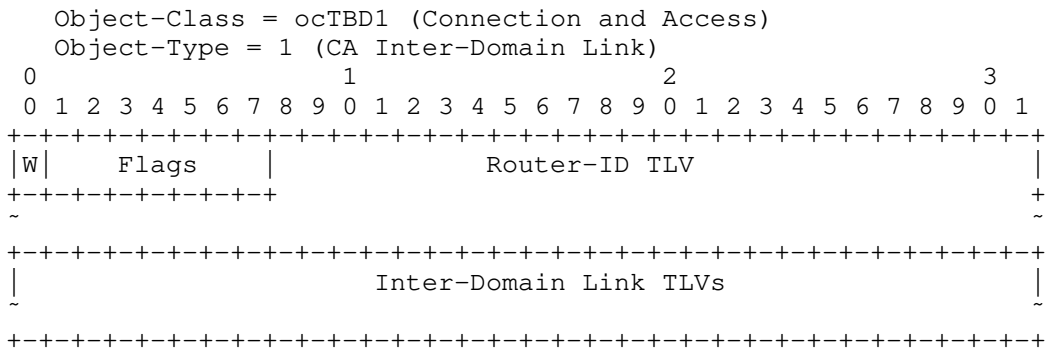 Object-Class = ocTBD1 (Connection and Access)
   Object-Type = 1 (CA Inter-Domain Link)
 0                   1                   2                   3
 0 1 2 3 4 5 6 7 8 9 0 1 2 3 4 5 6 7 8 9 0 1 2 3 4 5 6 7 8 9 0 1
+-+-+-+-+-+-+-+-+-+-+-+-+-+-+-+-+-+-+-+-+-+-+-+-+-+-+-+-+-+-+-+-+
|W|    Flags    |             Router-ID TLV                     |
+-+-+-+-+-+-+-+-+                                               +
~                                                               ~
+-+-+-+-+-+-+-+-+-+-+-+-+-+-+-+-+-+-+-+-+-+-+-+-+-+-+-+-+-+-+-+-+
|                      Inter-Domain Link TLVs                   |
~                                                               ~
+-+-+-+-+-+-+-+-+-+-+-+-+-+-+-+-+-+-+-+-+-+-+-+-+-+-+-+-+-+-+-+-+